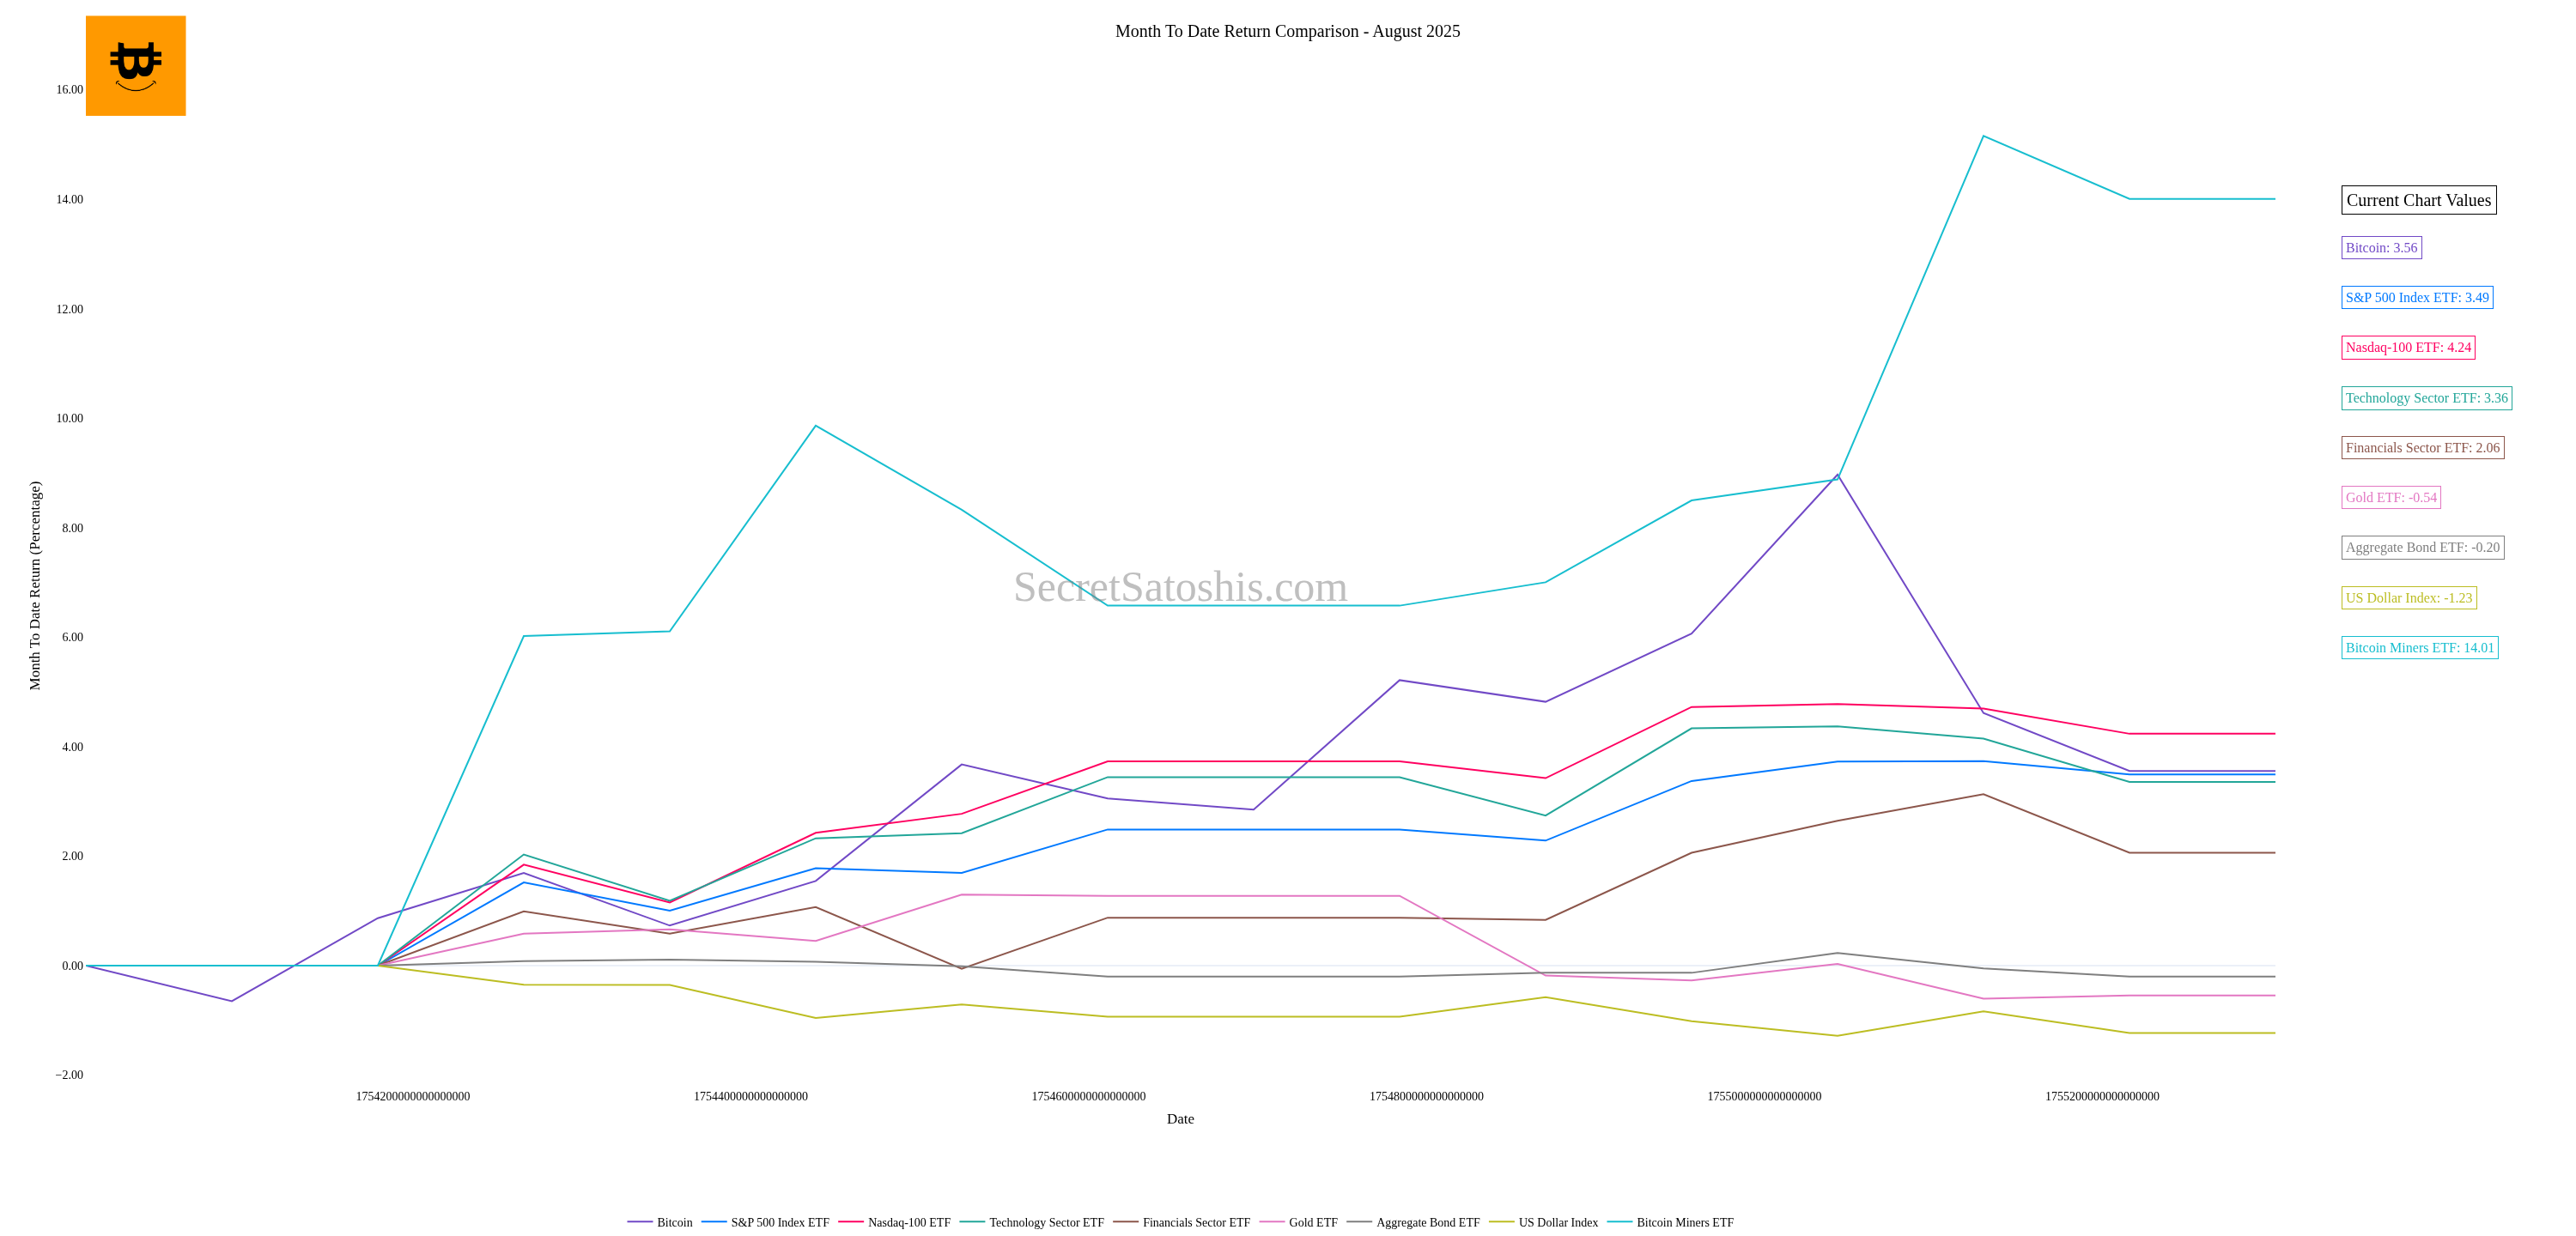 Month To Date Return Comparison - August 2025
16.00
14.00
12.00
10.00
8.00
6.00
4.00
2.00
0.00
−2.00
Month To Date Return (Percentage)
SecretSatoshis.com
Current Chart Values
Bitcoin: 3.56
S&P 500 Index ETF: 3.49
Nasdaq-100 ETF: 4.24
Technology Sector ETF: 3.36
Financials Sector ETF: 2.06
Gold ETF: -0.54
Aggregate Bond ETF: -0.20
US Dollar Index: -1.23
Bitcoin Miners ETF: 14.01
1754200000000000000 1754400000000000000 1754600000000000000 1754800000000000000 1755000000000000000 1755200000000000000
Date
Bitcoin S&P 500 Index ETF Nasdaq-100 ETF Technology Sector ETF Financials Sector ETF Gold ETF Aggregate Bond ETF US Dollar Index Bitcoin Miners ETF